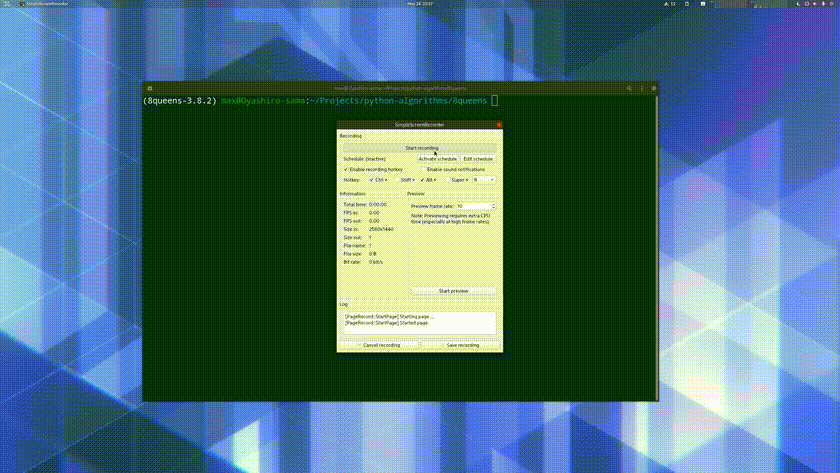 SimpleScreenRecorder
May 24 22:37
max@Oyashiro-sama: ~/Projects/python-algorithms/8queens
(8queens-3.8.2) max@Oyashiro-sama:~/Projects/python-algorithms/8queens
SimpleScreenRecorder
Recording
Start recording
Schedule: (inactive) Activate schedule Edit schedule
Enable recording hotkey Enable sound notifications
Hotkey: Ctrl + Shift + Alt + Super + R
Information
Total time: 0:00:00
FPS in: 0.00
FPS out: 0.00
Size in: 2560x1440
Size out: ?
File name: ?
File size: 0 B
Bit rate: 0 bit/s
Preview
Preview frame rate: 10
Note: Previewing requires extra CPU
time (especially at high frame rates).
Start preview
Log
[PageRecord::StartPage] Starting page ...
[PageRecord::StartPage] Started page.
Cancel recording Save recording